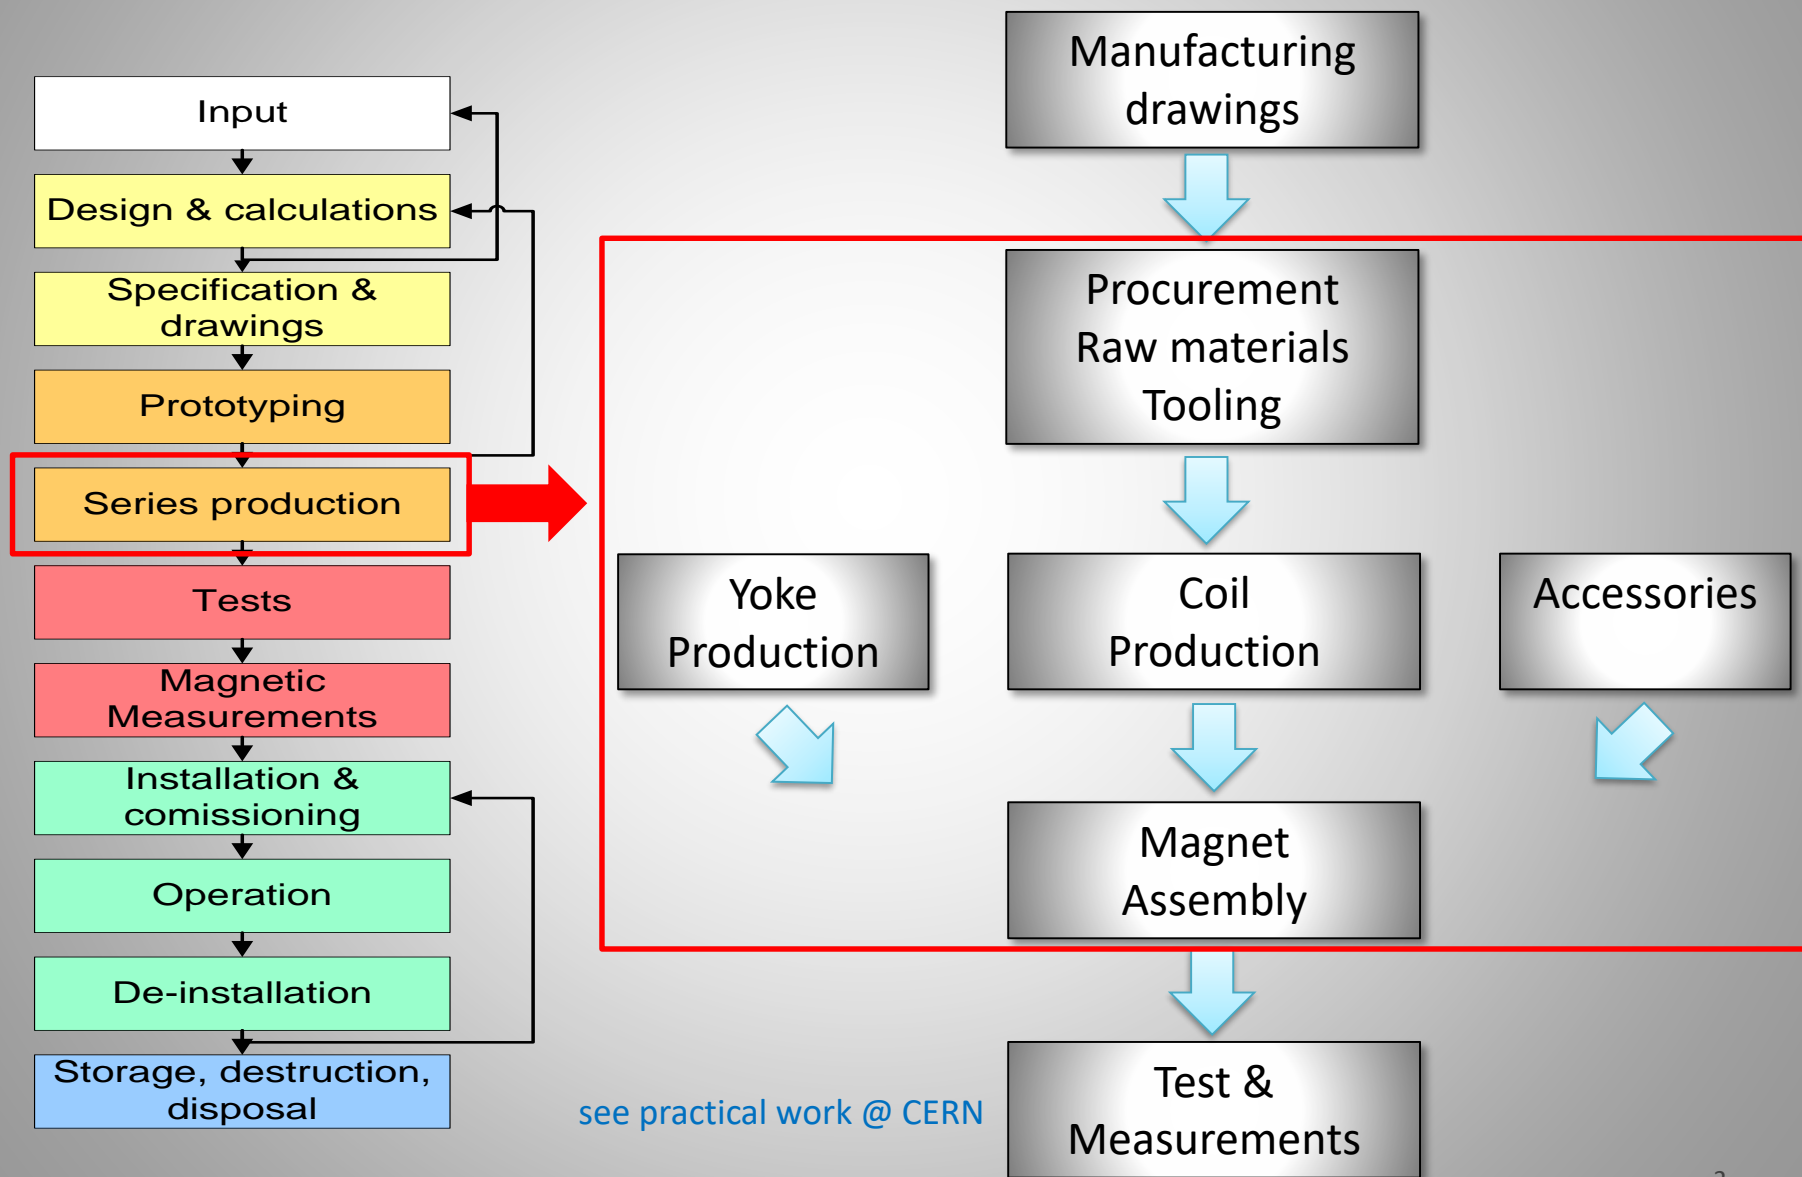 Input
Design & calculations
Specification &
drawings
Prototyping
Series production
Tests
Magnetic
Measurements
Installation &
comissioning
Operation
De-installation
Storage, destruction,
disposal
Manufacturing
drawings
Procurement
Raw materials
Tooling
Yoke
Production
Coil
Production
Accessories
Magnet
Assembly
Test &
Measurements
see practical work @ CERN